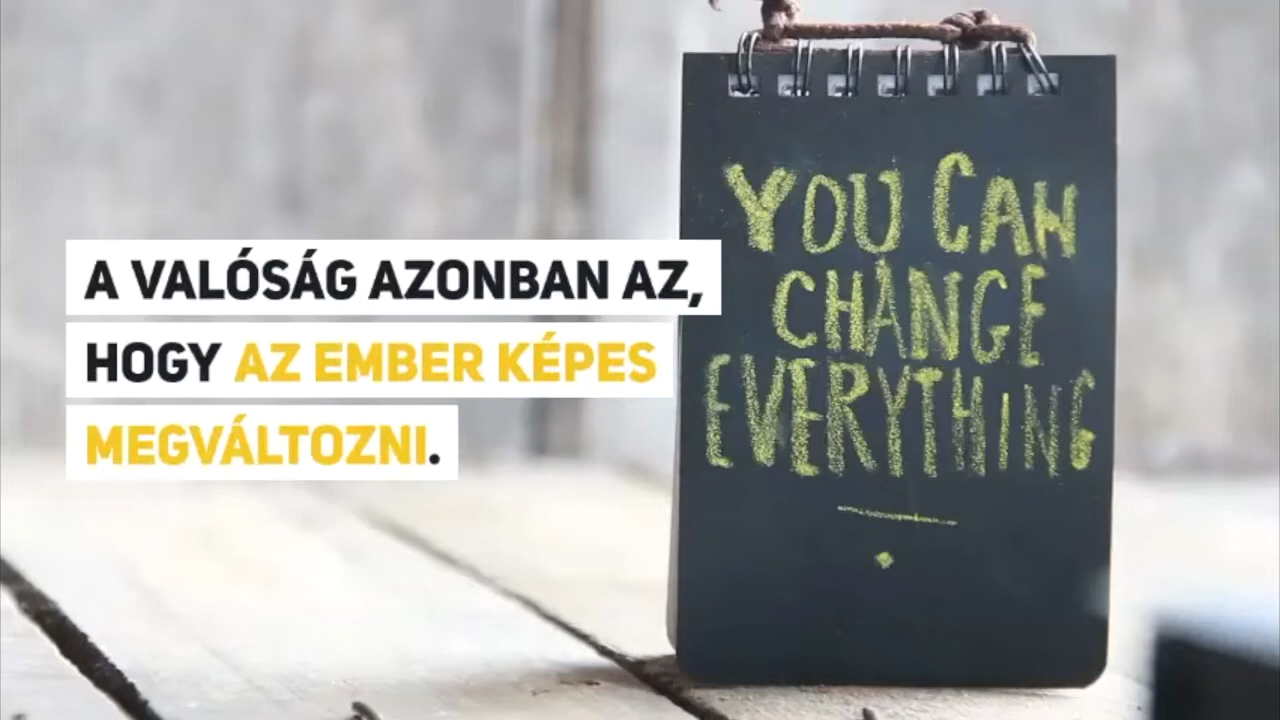 A VALÓSÁG AZONBAN AZ,
HOGY AZ EMBER KÉPES
MEGVÁLTOZNI.
YOU CAN
CHANGE
EVERYTHING